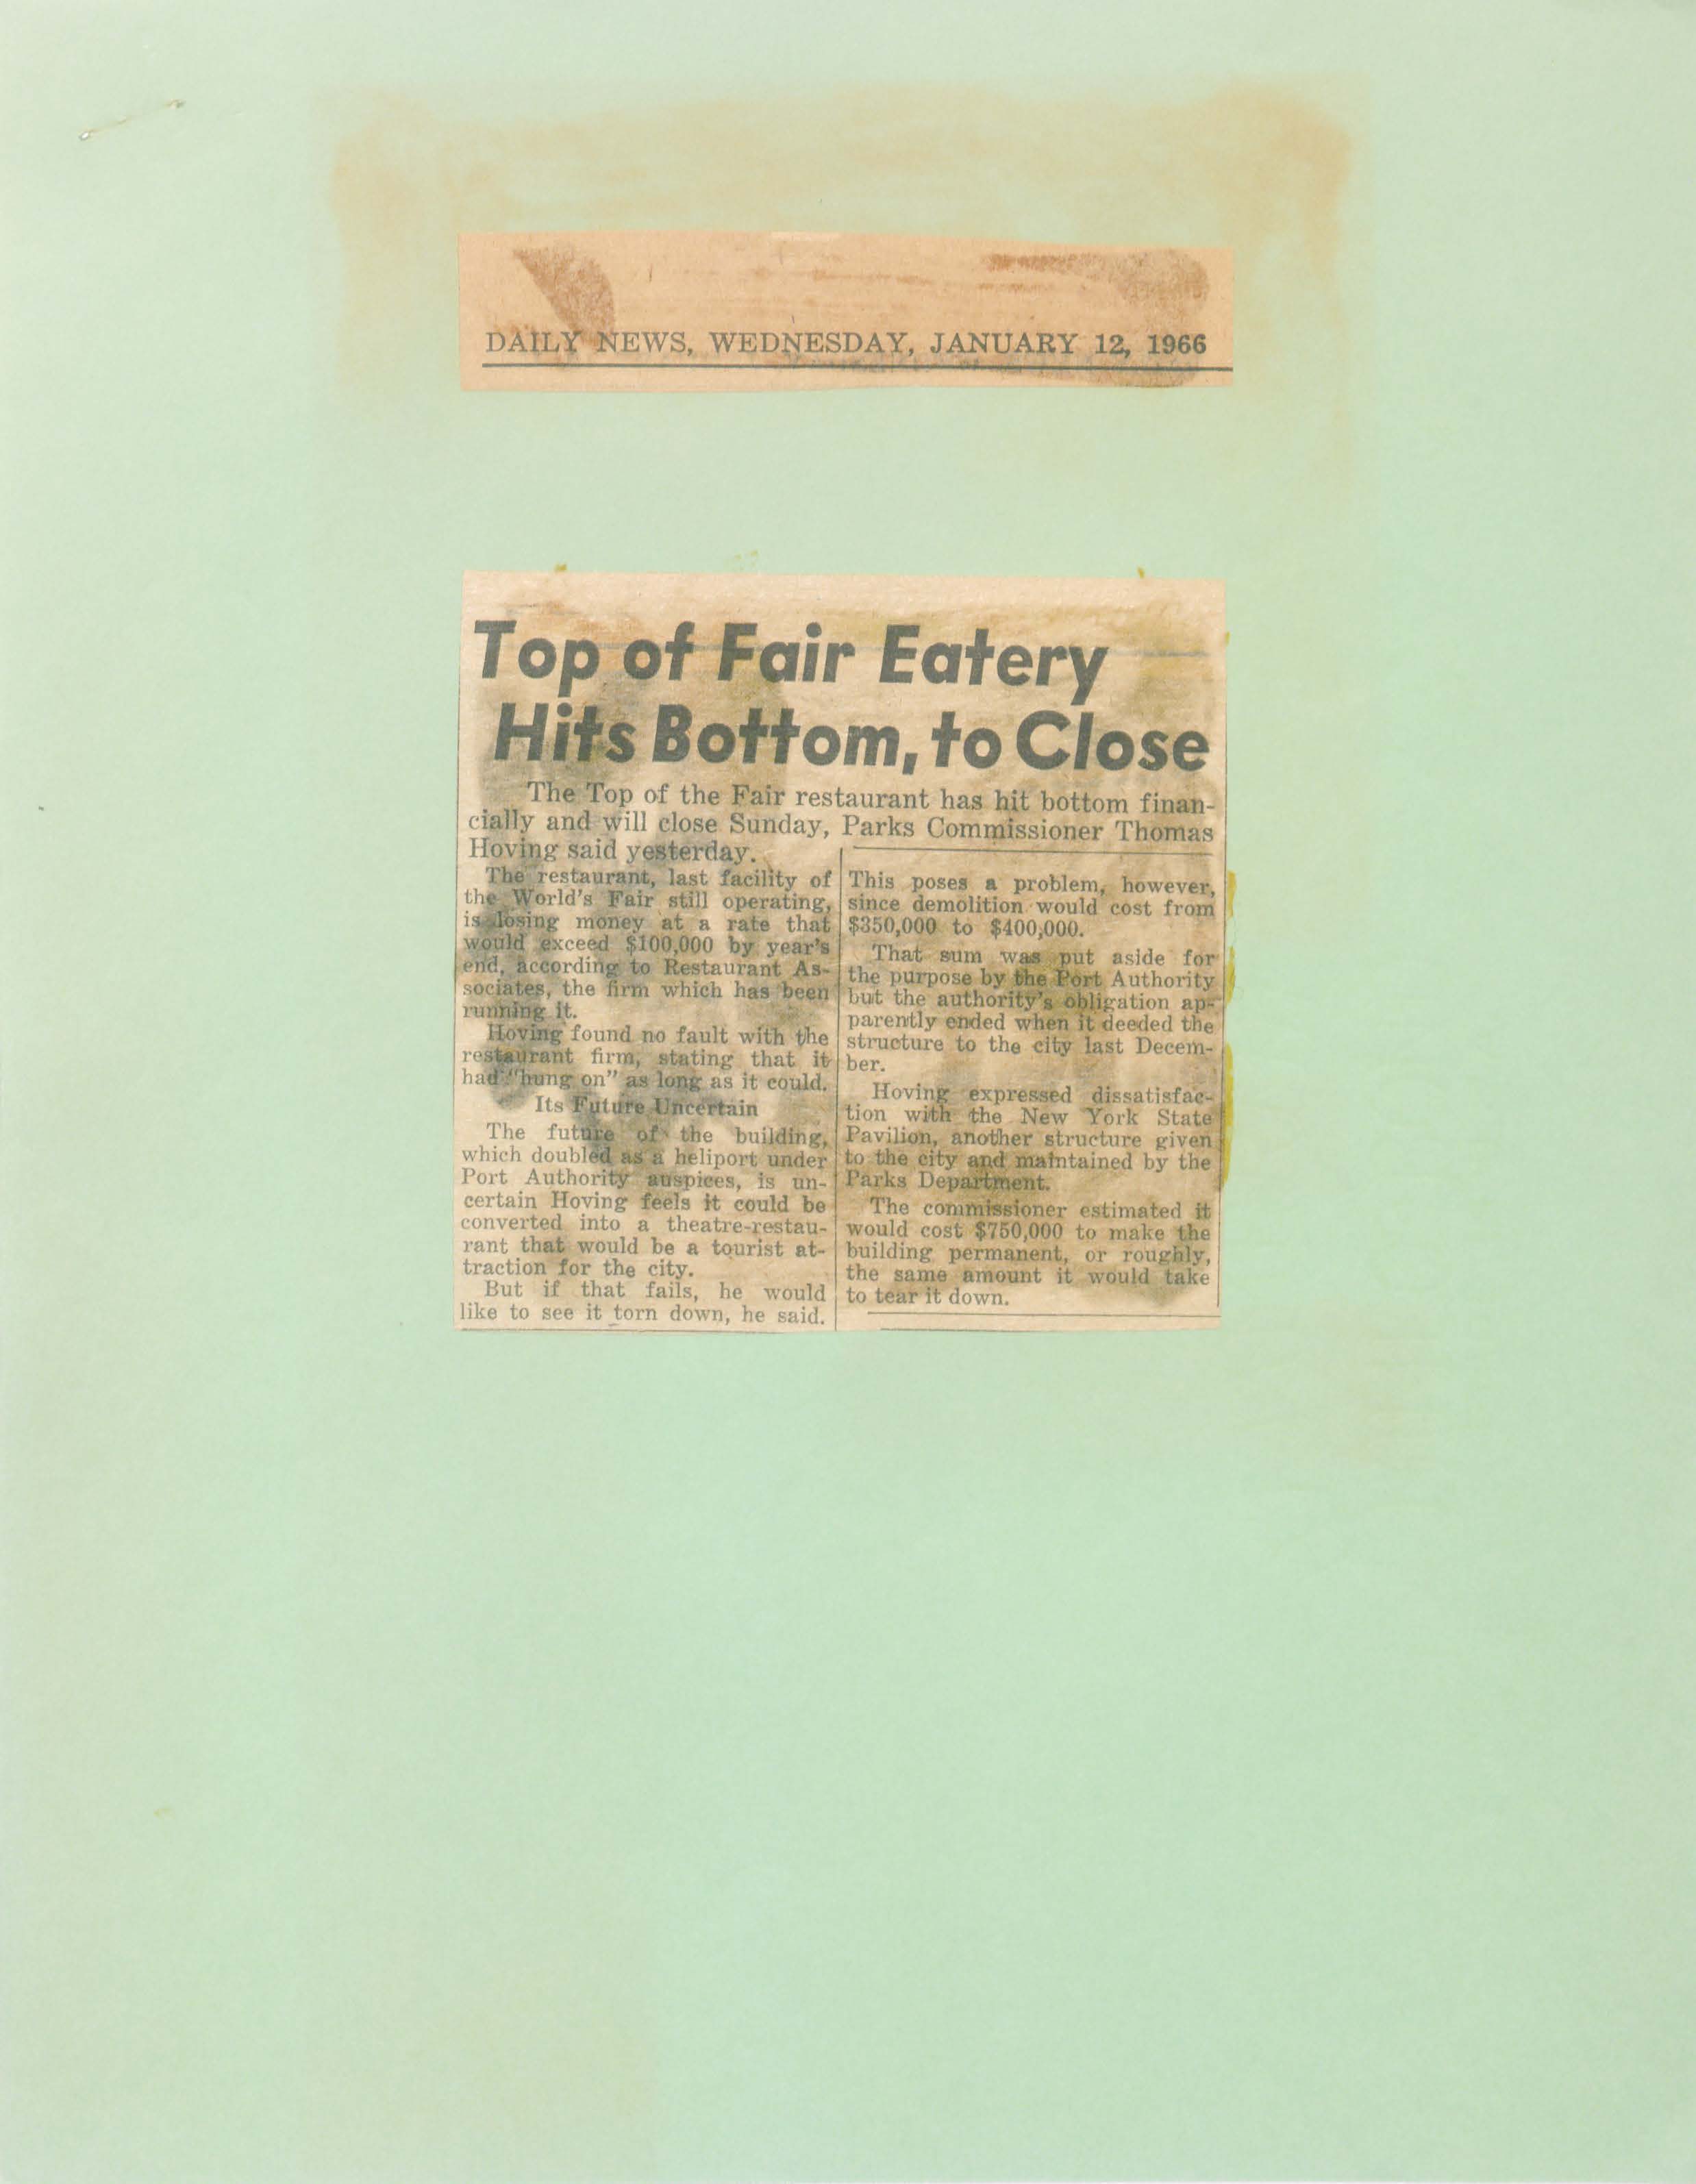 DAILY NEWS, WEDNESDAY, JANUARY 12, 1966
Top of Fair Eatery
Hits Bottom, to Close
The Top of the Fair restaurant has hit bottom finan-
cially and will close Sunday, Parks Commissioner Thomas
Hoving said yesterday.
The restaurant, last facility of
the World's Fair still operating,
is losing money at a rate that
would exceed $100,000 by year's
end, according to Restaurant As-
sociates, the firm which has been
running it.
Hoving found no fault with the
restaurant firm, stating that it
had "hung on" as long as it could.
Its Future Uncertain
The future of the building,
which doubled as a heliport under
Port Authority auspices, is un-
certain Hoving feels it could be
converted into a theatre-restau-
rant that would be a tourist at-
traction for the city.
But if that fails, he would
like to see it torn down, he said.
This poses a problem, however,
since demolition would cost from
$350,000 to $400,000.
That sum was put aside for
the purpose by the Port Authority
but the authority's obligation ap-
parently ended when it deeded the
structure to the city last Decem-
ber.
Hoving expressed dissatisfac-
tion with the New York State
Pavilion, another structure given
to the city and maintained by the
Parks Department.
The commissioner estimated it
would cost $750,000 to make the
building permanent, or roughly,
the same amount it would take
to tear it down.